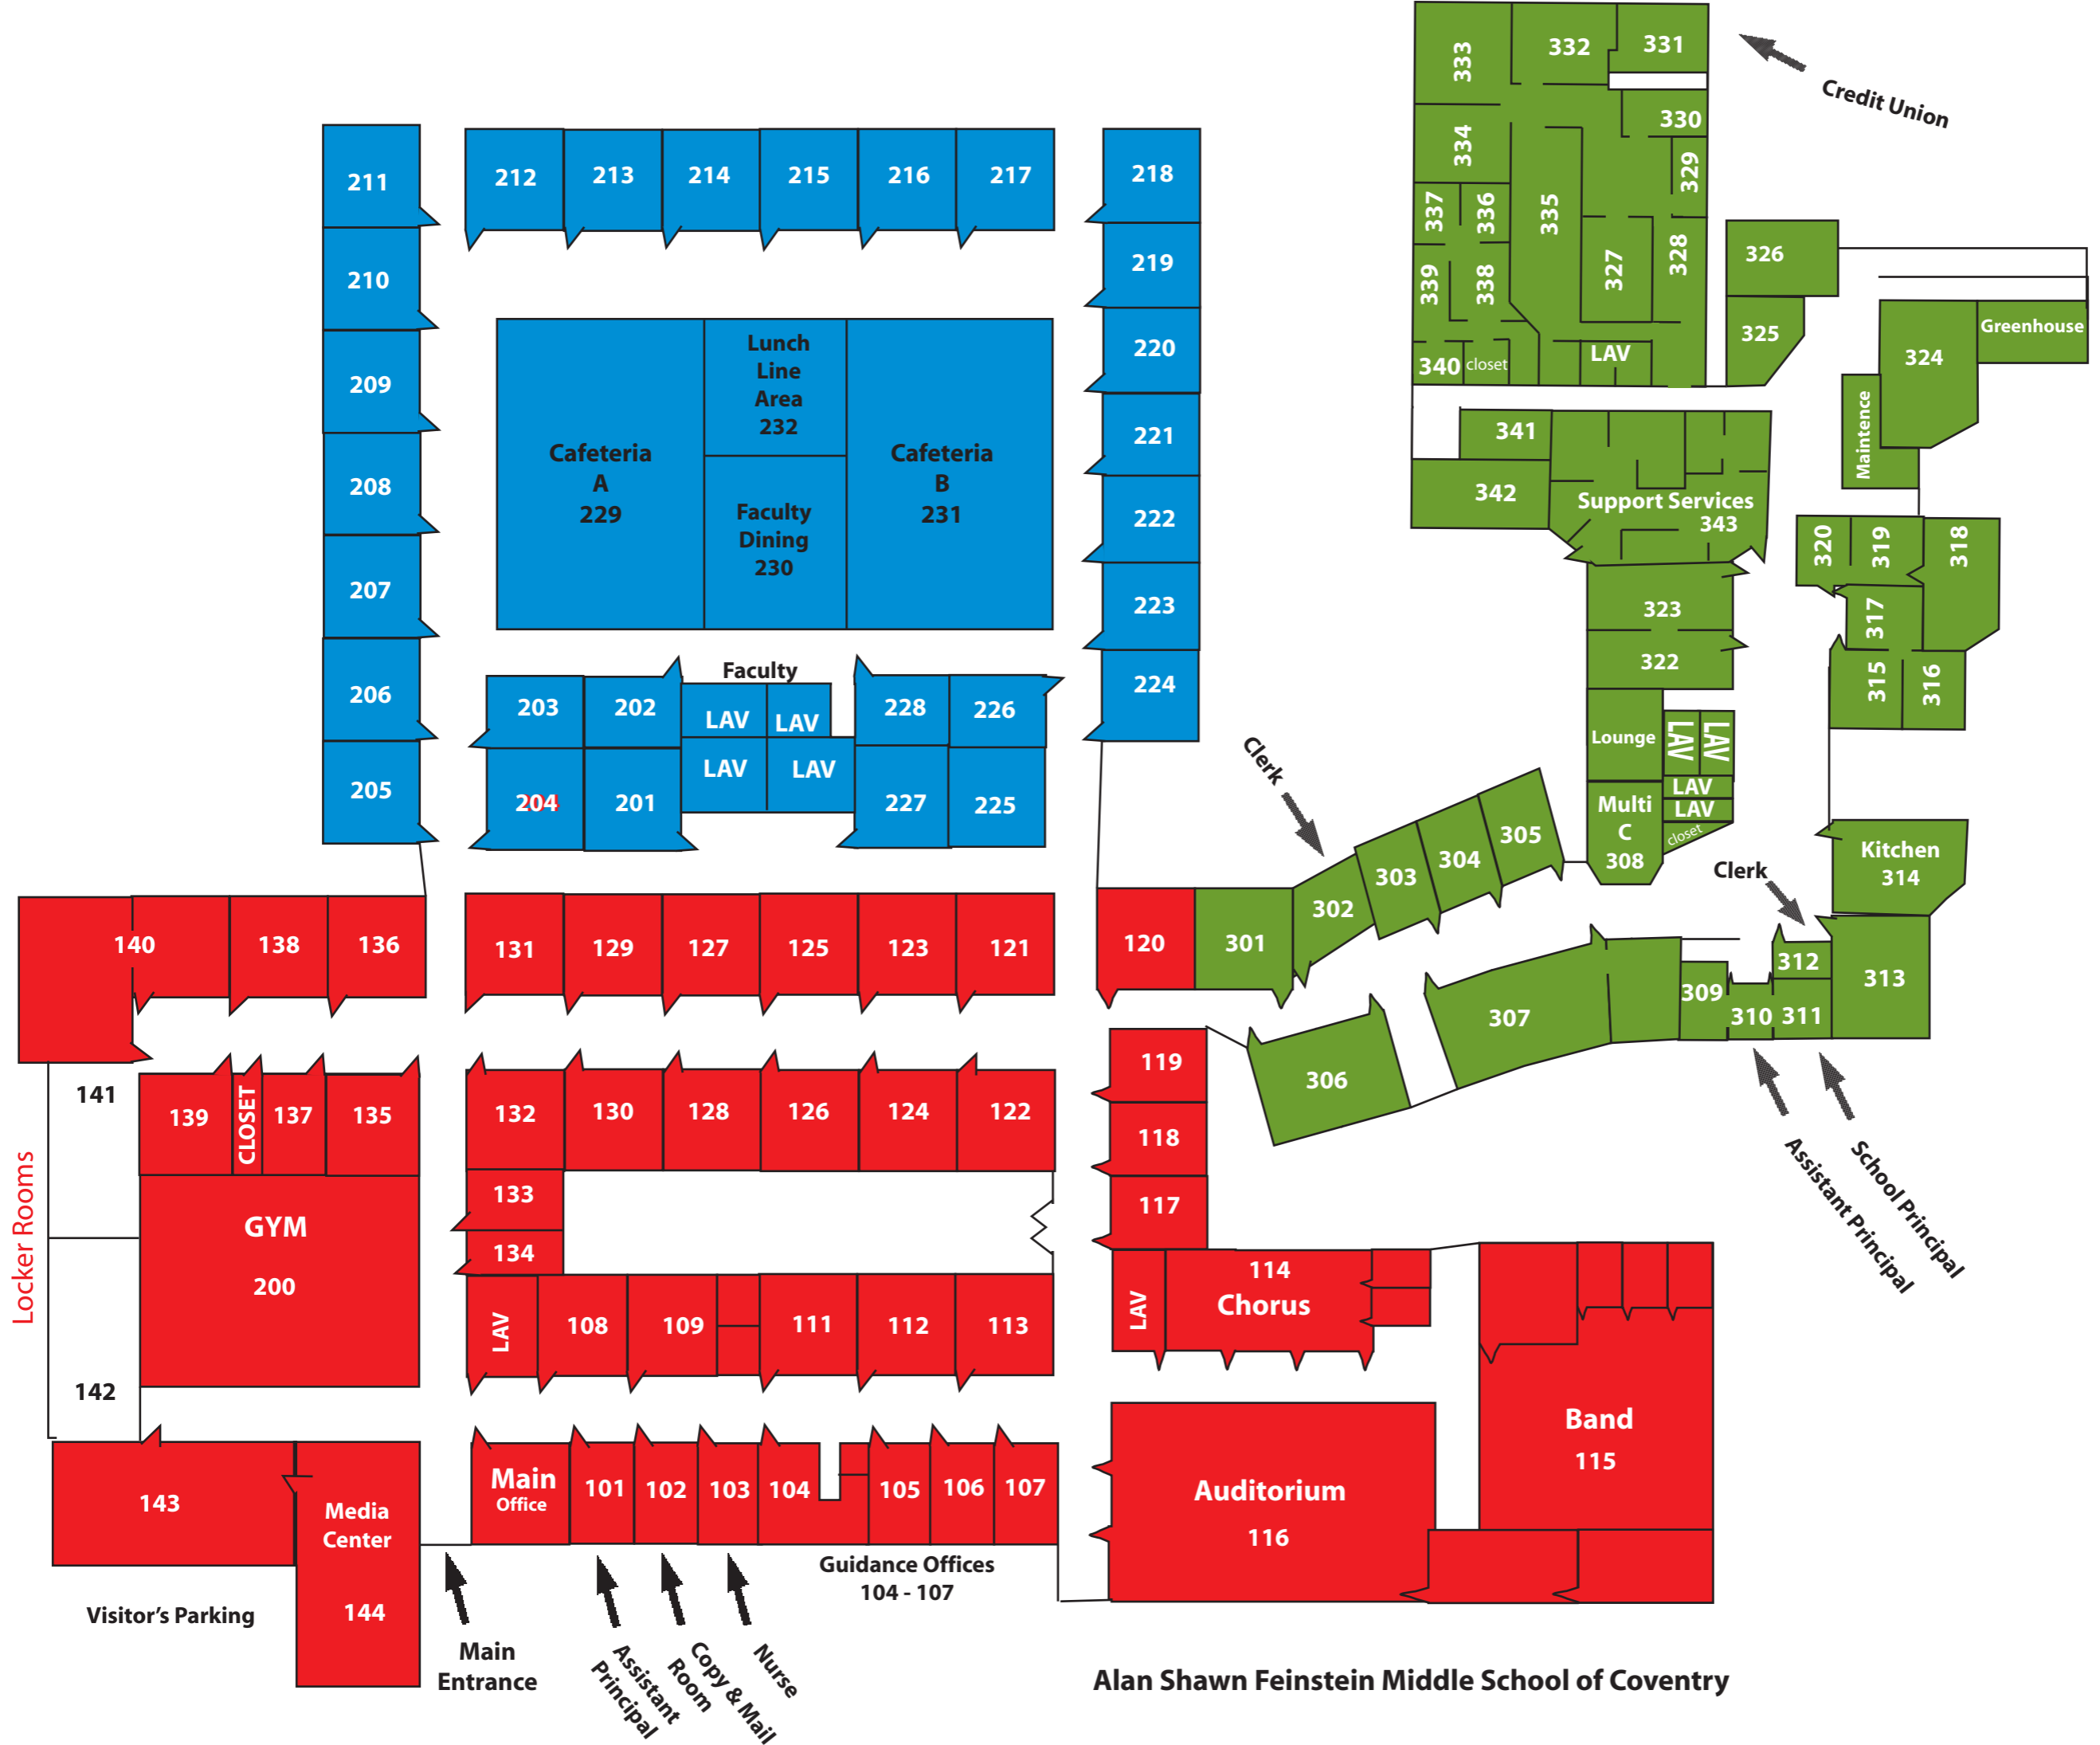 333
332
331
Credit Union
330
334
329
337
336
335
328
327
339
338
340
closet
LAV
326
325
324
Greenhouse
Maintence
341
342
Support Services
343
320
319
318
317
315
316
323
322
Lounge
LAV
LAV
LAV
LAV
closet
Multi
C
308
Kitchen
314
Clerk
Clerk
301
302
303
304
305
306
307
309
310
311
312
313
Assistant Principal
School Principal
211
210
209
208
207
206
205
212
213
214
215
216
217
218
219
220
221
222
223
224
Cafeteria
A
229
Lunch
Line
Area
232
Faculty
Dining
230
Cafeteria
B
231
Faculty
203
202
LAV
LAV
228
226
204
201
LAV
LAV
227
225
140
138
136
131
129
127
125
123
121
120
141
139
CLOSET
137
135
132
130
128
126
124
122
119
118
117
133
134
GYM
200
Locker Rooms
142
LAV
108
109
111
112
113
LAV
114
Chorus
Band
115
Auditorium
116
143
Media
Center
144
Main
Office
101
102
103
104
105
106
107
Guidance Offices
104 - 107
Visitor's Parking
Main
Entrance
Assistant
Principal
Copy & Mail
Room
Nurse
Alan Shawn Feinstein Middle School of Coventry